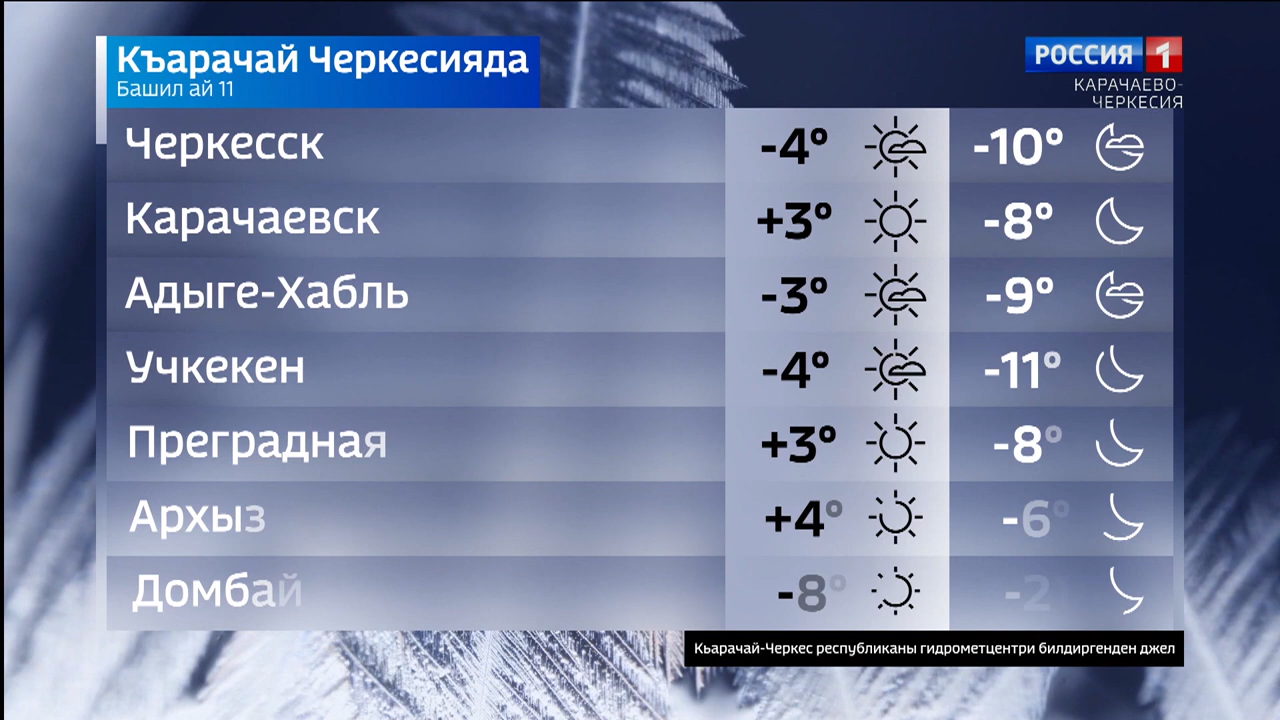 Къарачай Черкесияда
Башил ай 11
РОССИЯ 1
КАРАЧАЕВО-
ЧЕРКЕСИЯ
Черкесск -4° -10°
Карачаевск +3° -8°
Адыге-Хабль -3° -9°
Учкекен -4° -11°
Преградная +3° -8°
Архыз +4° -6°
Домбай -8°
Кьарачай-Черкес республиканы гидрометцентри билдиргенден джел